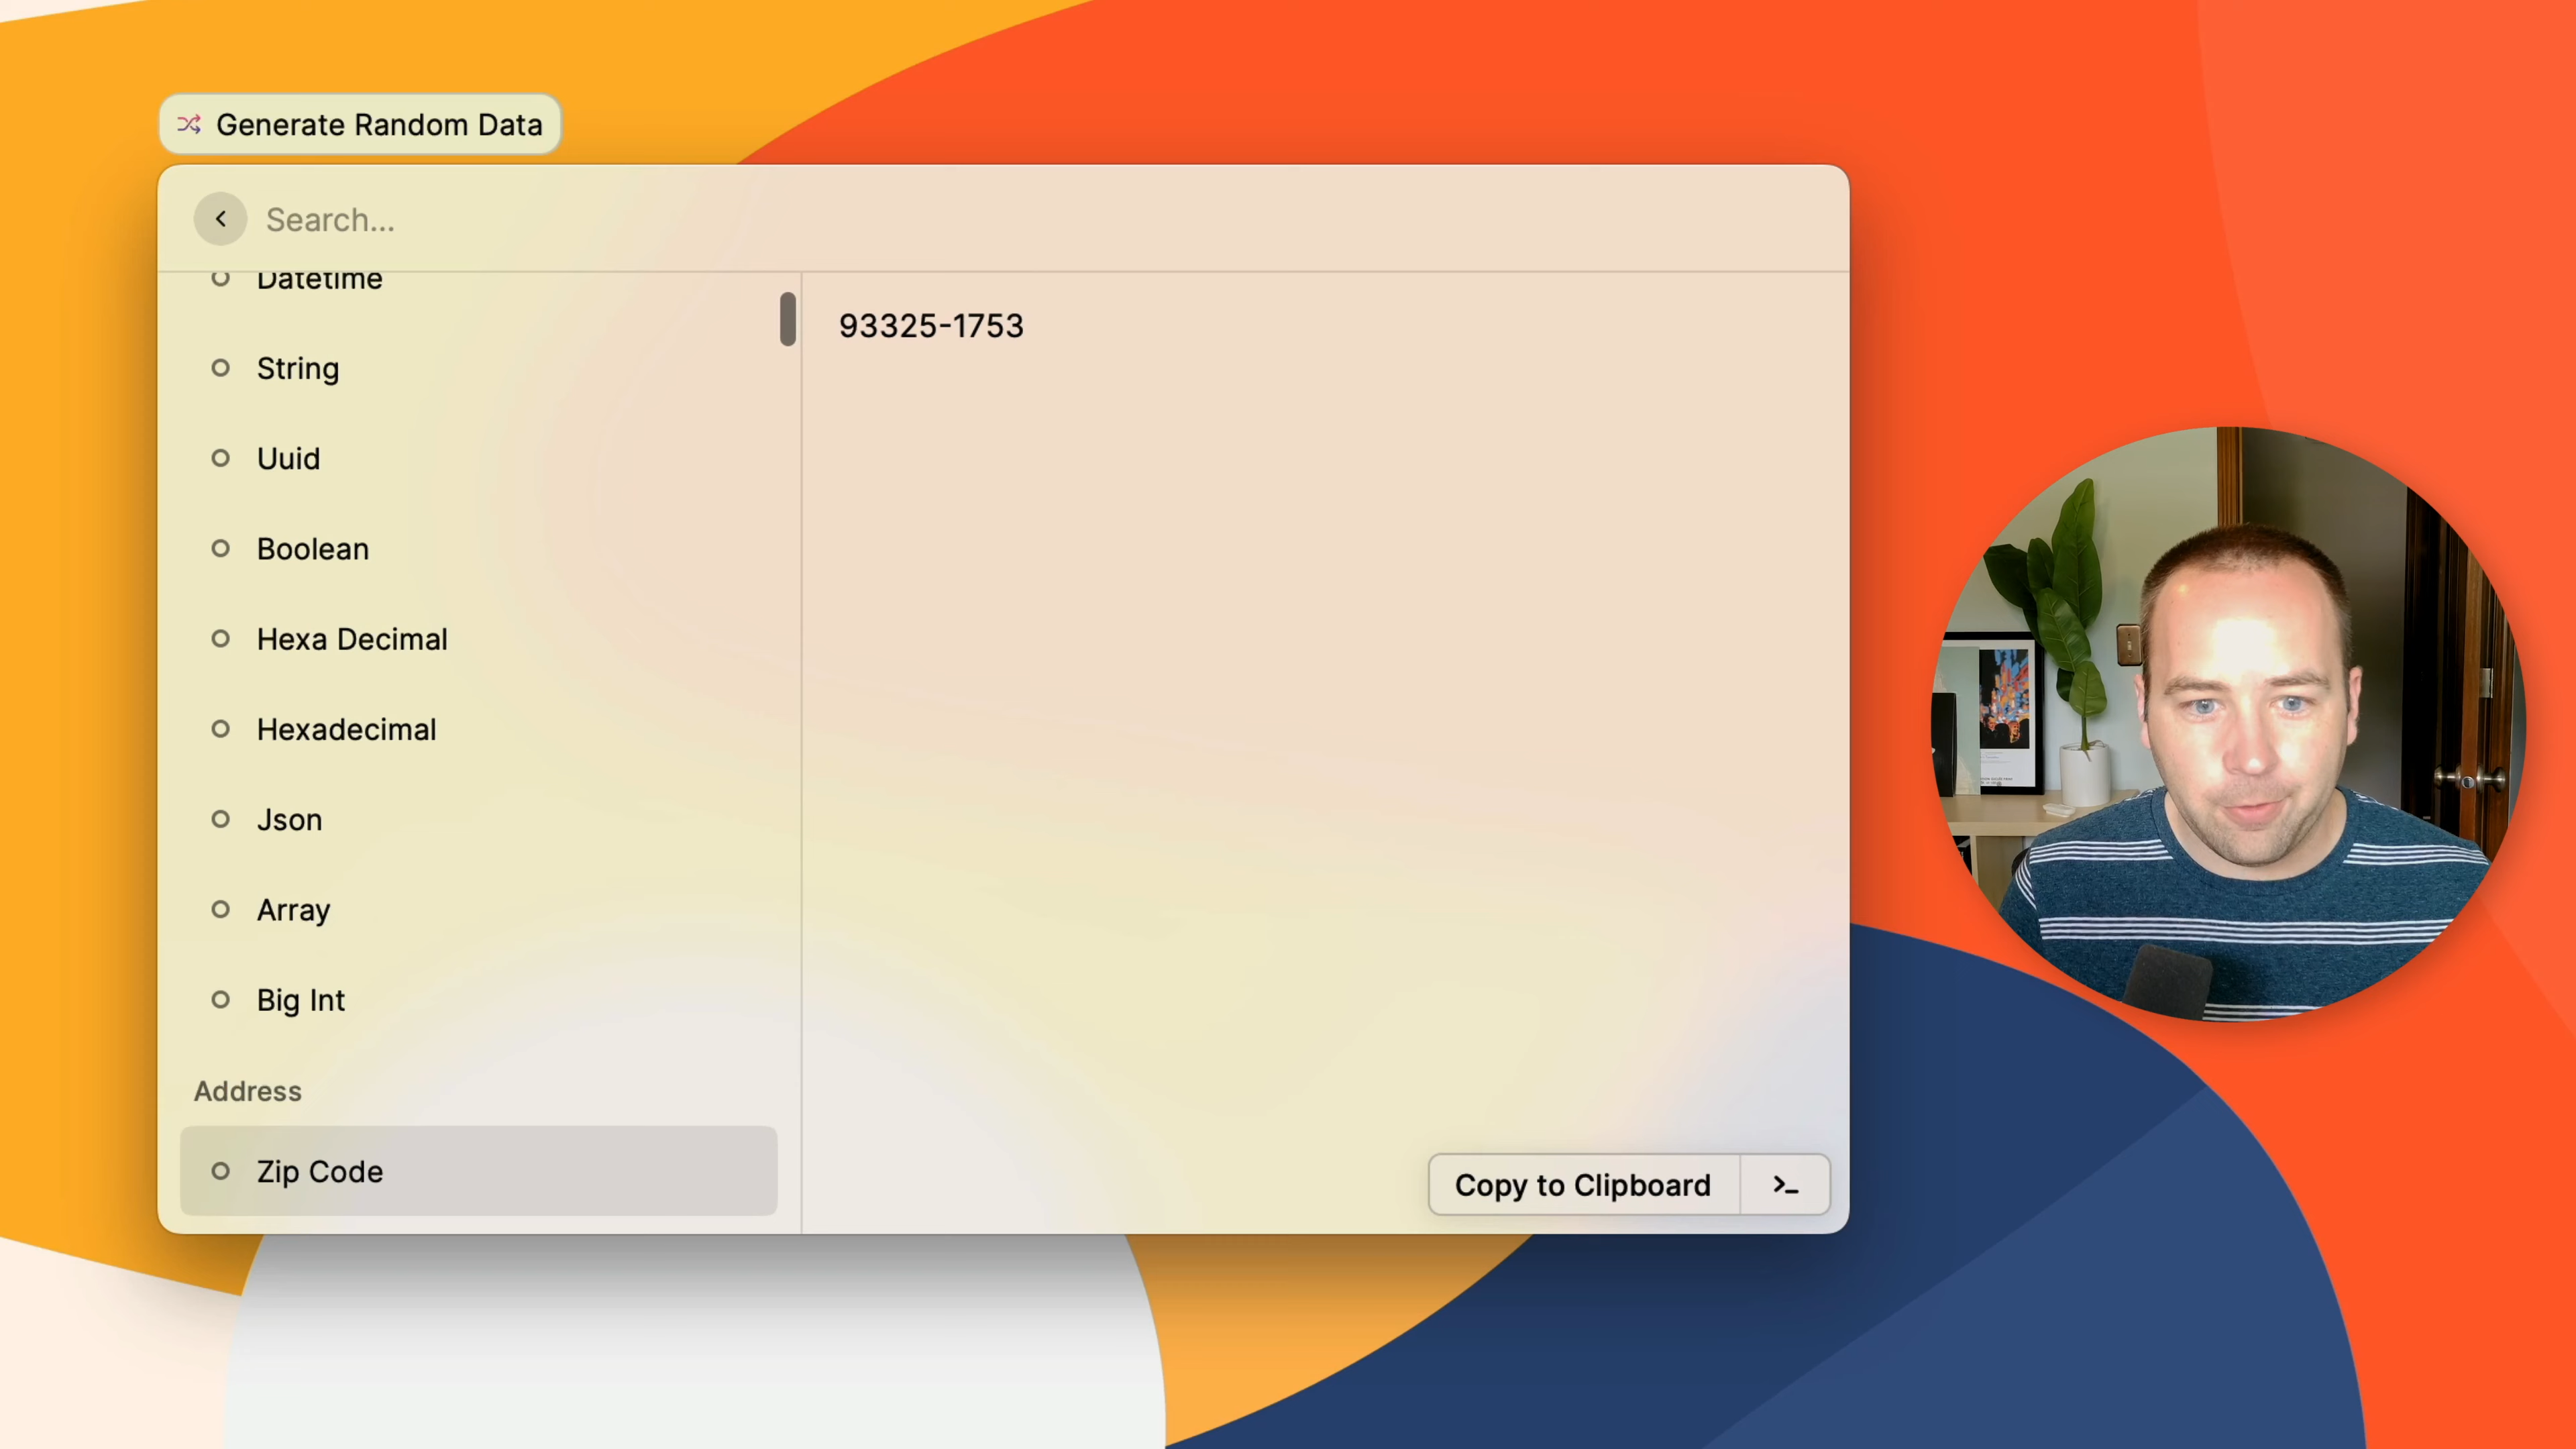 Generate Random Data
Search...
Datetime
93325-1753
String
Uuid
Boolean
Hexa Decimal
Hexadecimal
Json
Array
Big Int
Address
Zip Code
Copy to Clipboard